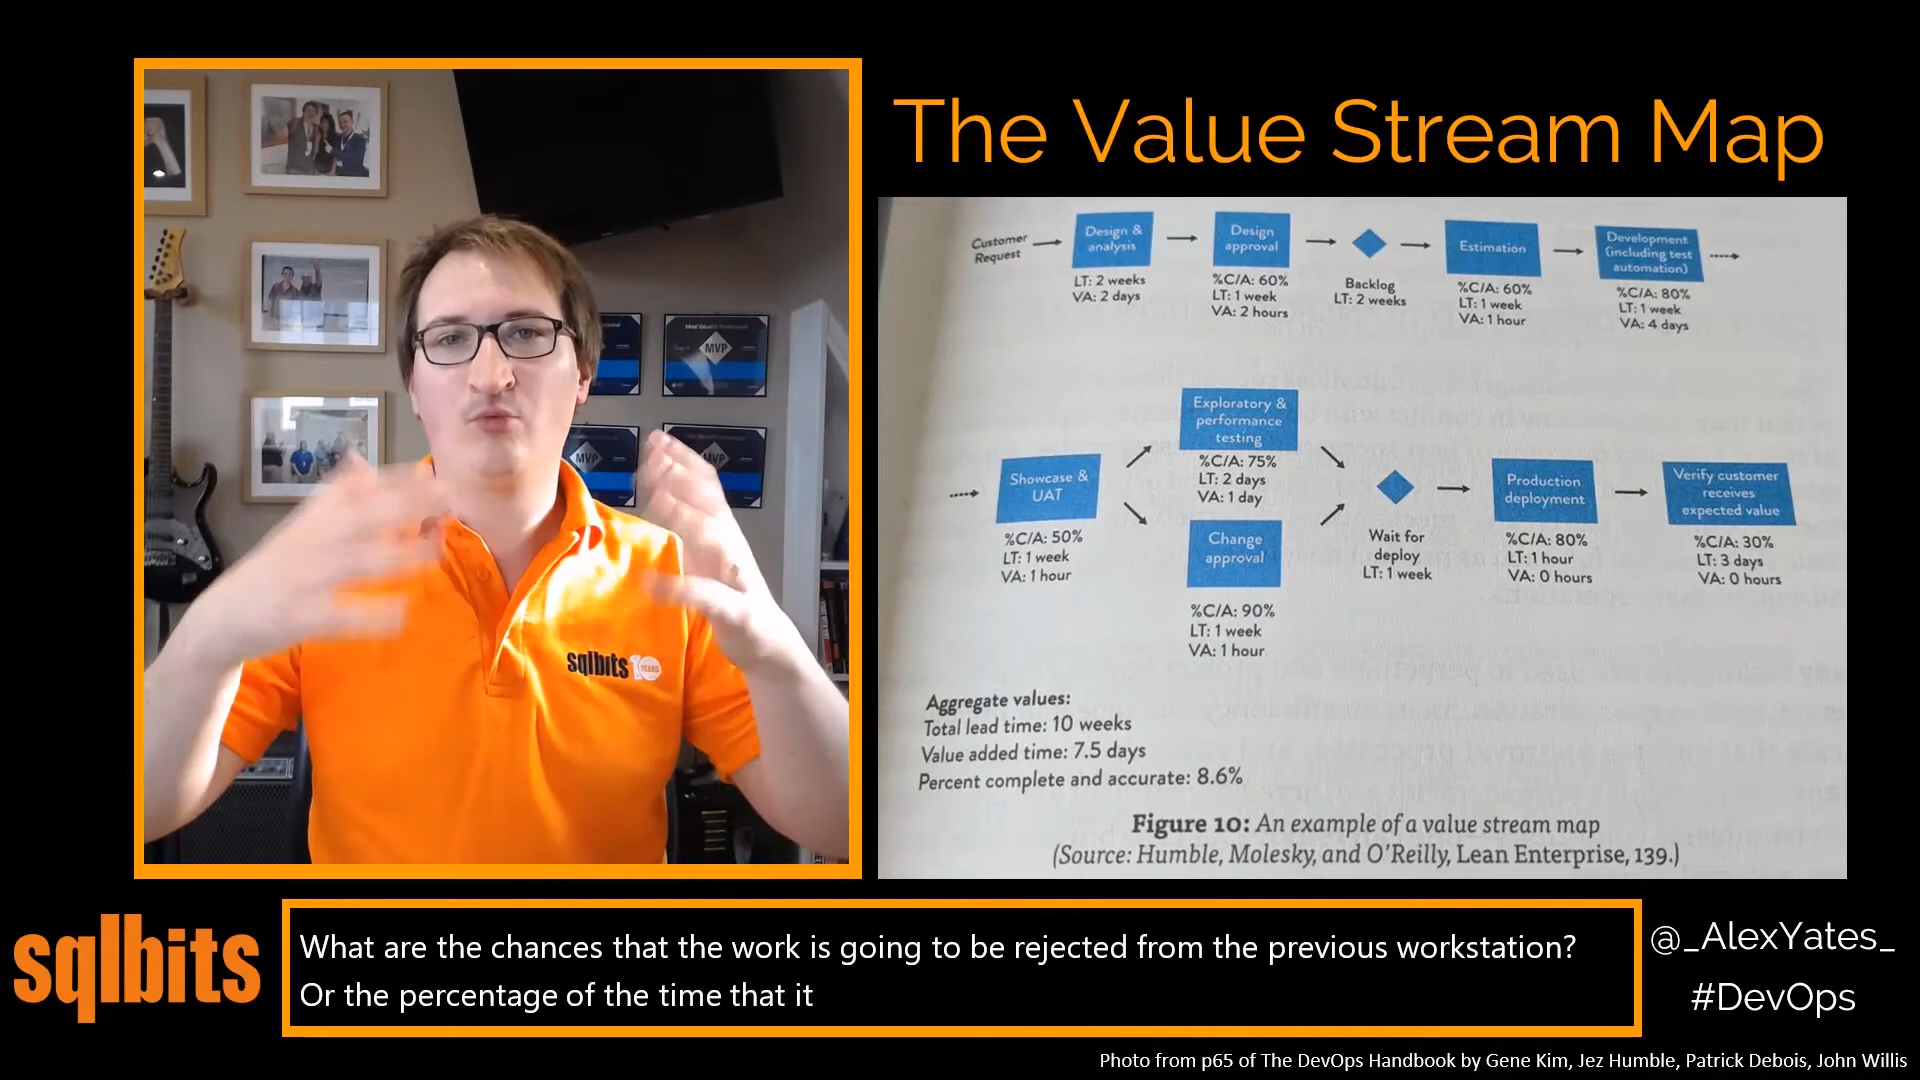 The Value Stream Map
Customer
Request
Design &
analysis
LT: 2 weeks
VA: 2 days
Design
approval
%C/A: 60%
LT: 1 week
VA: 2 hours
Backlog
LT: 2 weeks
Estimation
%C/A: 60%
LT: 1 week
VA: 1 hour
Development
(including test
automation)
%C/A: 80%
LT: 1 week
VA: 4 days
Showcase &
UAT
%C/A: 50%
LT: 1 week
VA: 1 hour
Exploratory &
performance
testing
%C/A: 75%
LT: 2 days
VA: 1 day
Change
approval
%C/A: 90%
LT: 1 week
VA: 1 hour
Wait for
deploy
LT: 1 week
Production
deployment
%C/A: 80%
LT: 1 hour
VA: 0 hours
Verify customer
receives
expected value
%C/A: 30%
LT: 3 days
VA: 0 hours
Aggregate values:
Total lead time: 10 weeks
Value added time: 7.5 days
Percent complete and accurate: 8.6%
Figure 10: An example of a value stream map
(Source: Humble, Molesky, and O'Reilly, Lean Enterprise, 139.)
MVP
MVP
MVP
sqlbits 10 YEARS
sqlbits
What are the chances that the work is going to be rejected from the previous workstation?
Or the percentage of the time that it
@_AlexYates_
#DevOps
Photo from p65 of The DevOps Handbook by Gene Kim, Jez Humble, Patrick Debois, John Willis